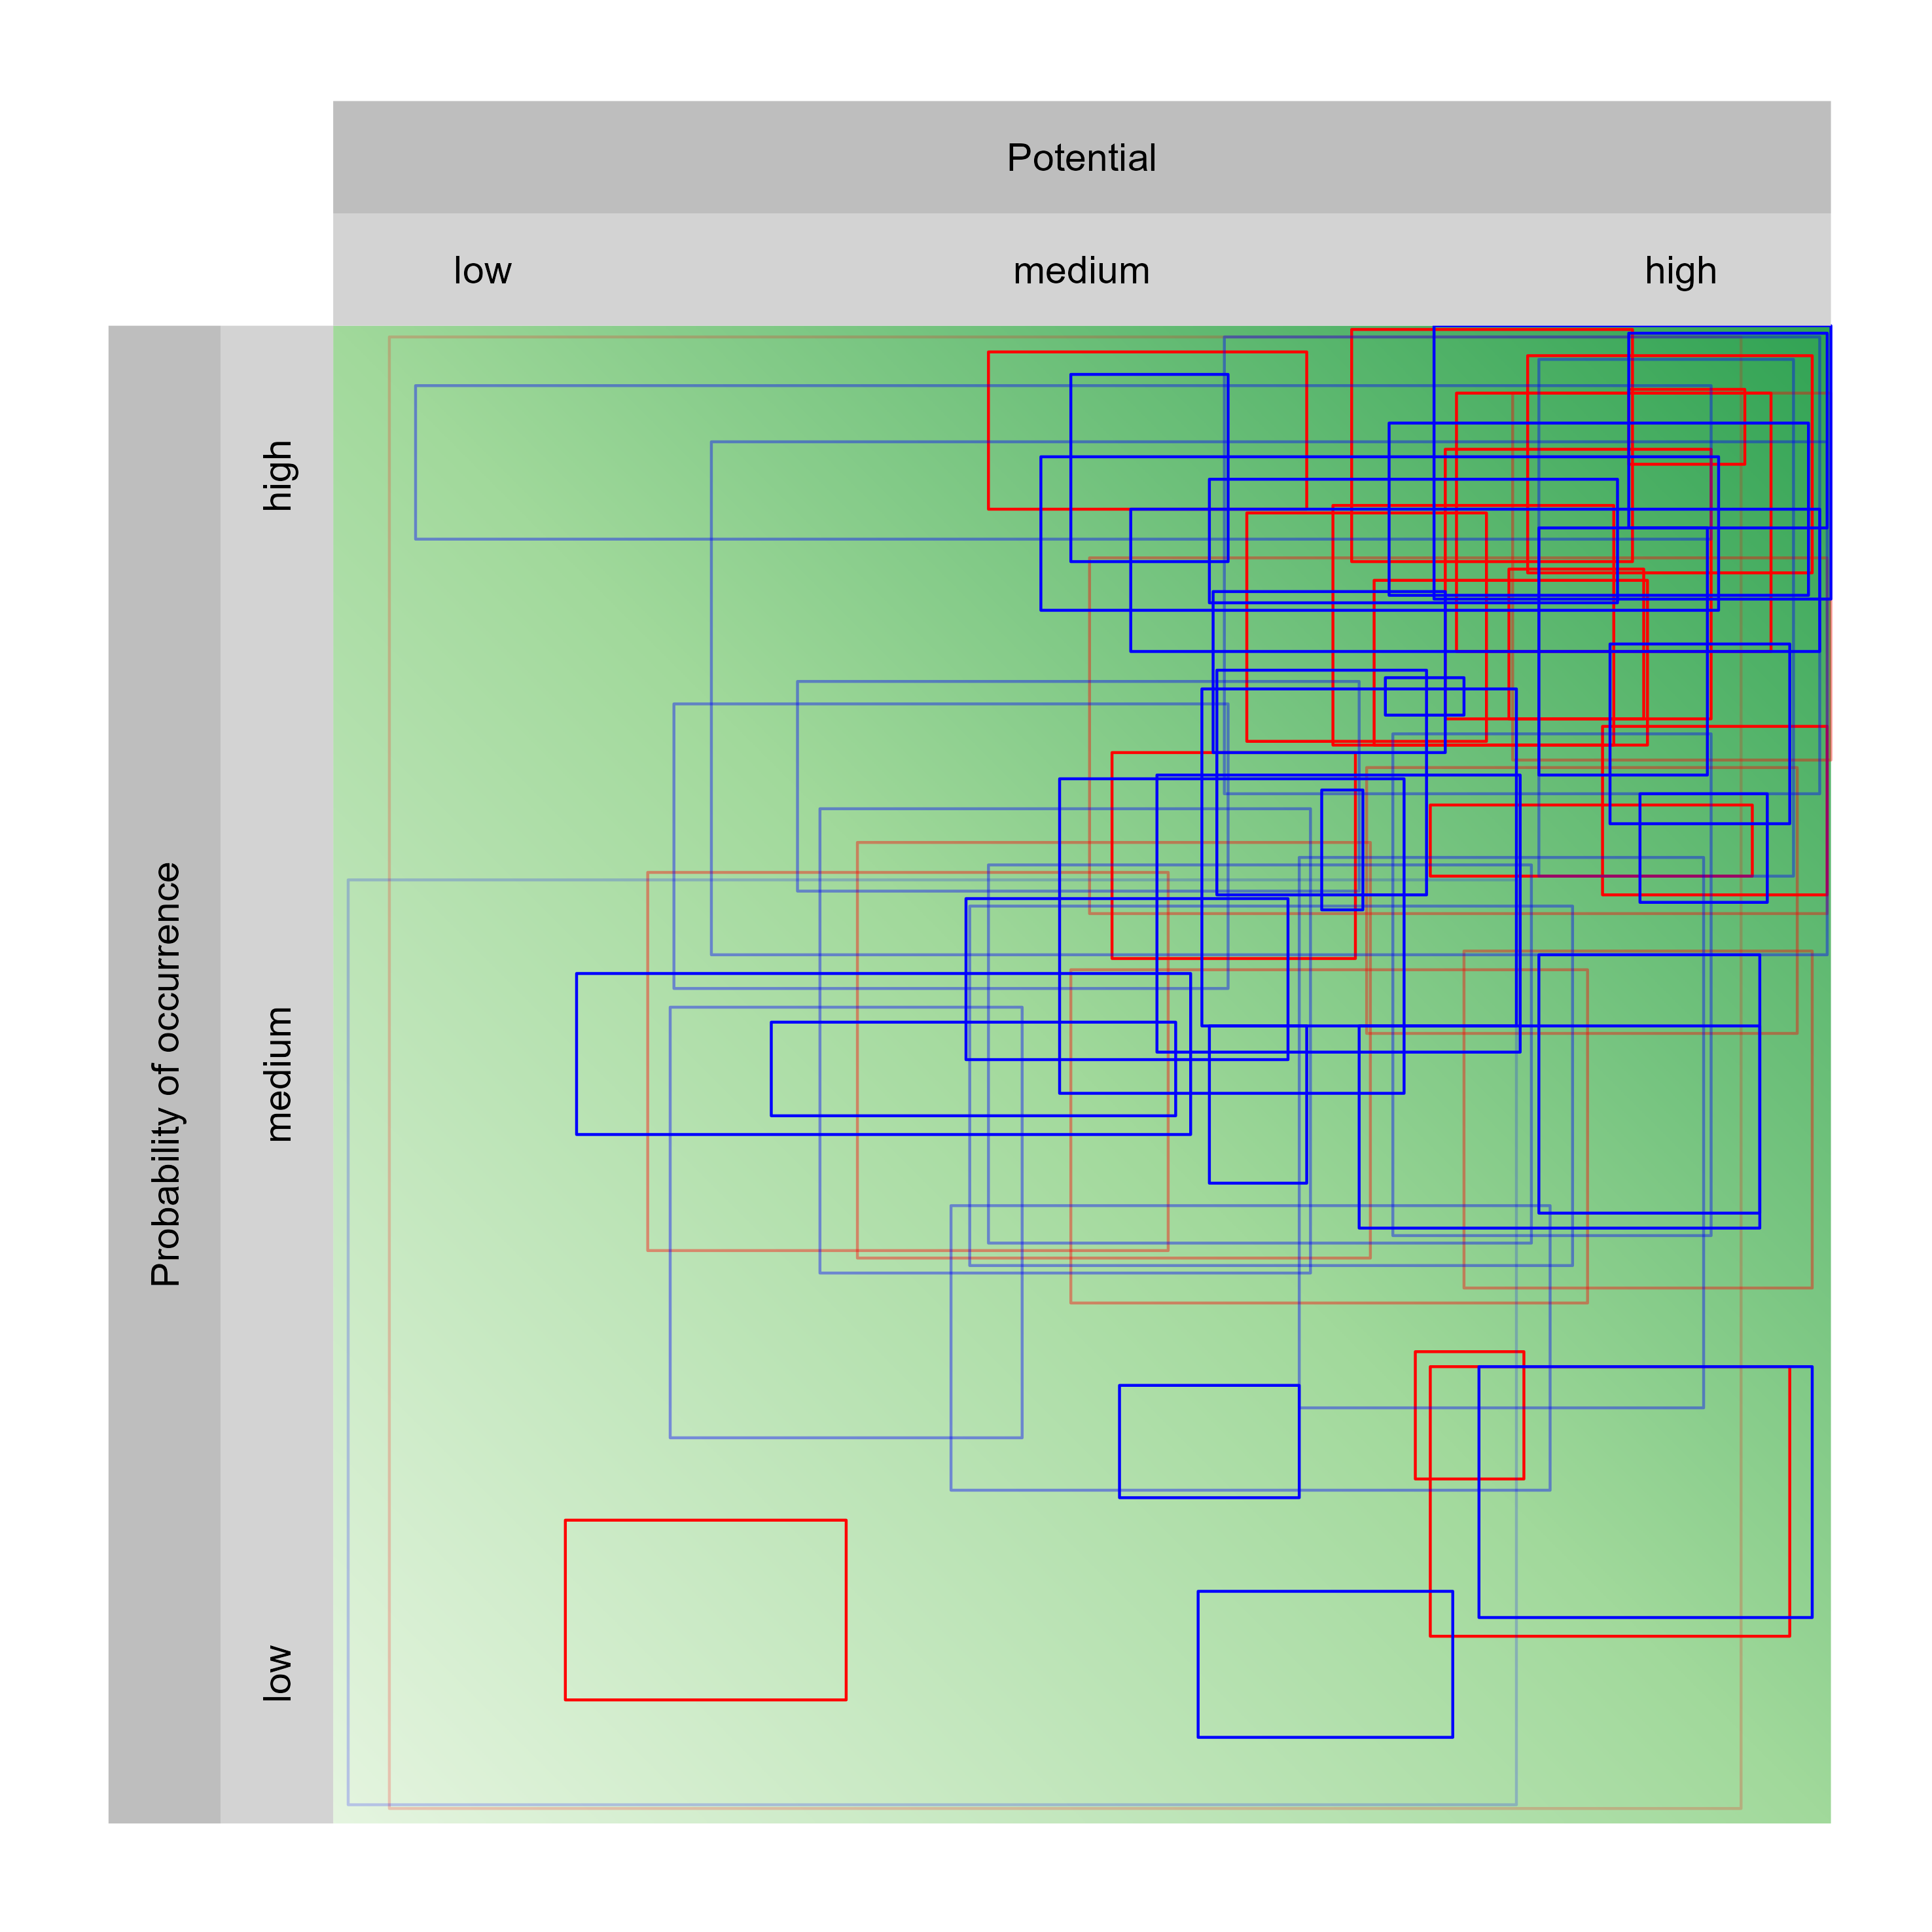 Potential
low medium high
Probability of occurrence
high
medium
low